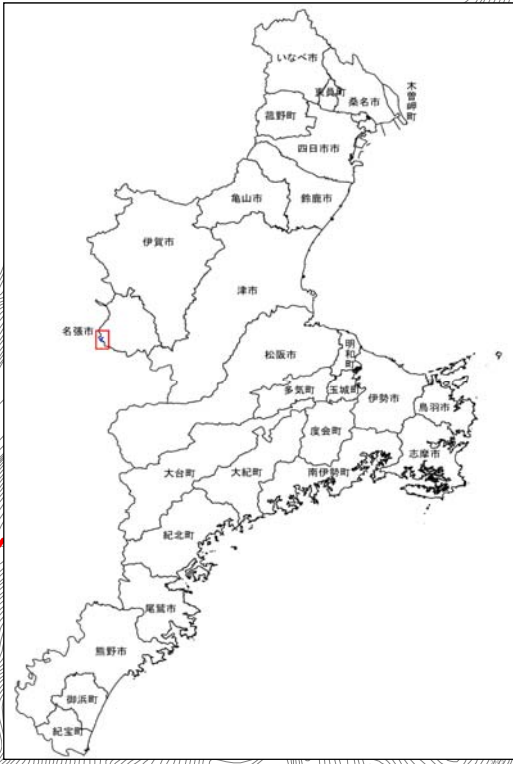 いなべ市
東員町
桑名市
木曽岬町
菰野町
四日市市
亀山市
鈴鹿市
伊賀市
津市
名張市
松阪市
明和町
多気町
玉城町
伊勢市
鳥羽市
度会町
志摩市
大台町
大紀町
南伊勢町
紀北町
尾鷲市
熊野市
御浜町
紀宝町